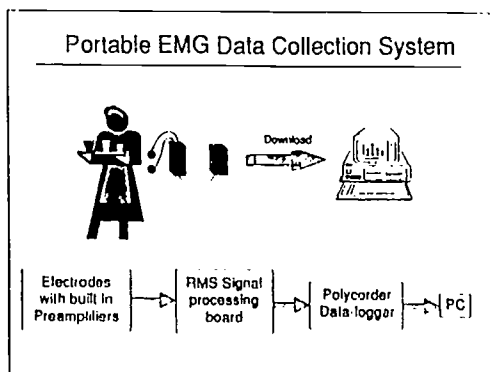 Portable EMG Data Collection System
Download
Electrodes
with built in
Preamplifiers
RMS Signal
processing
board
Polycorder
Data-logger
PC